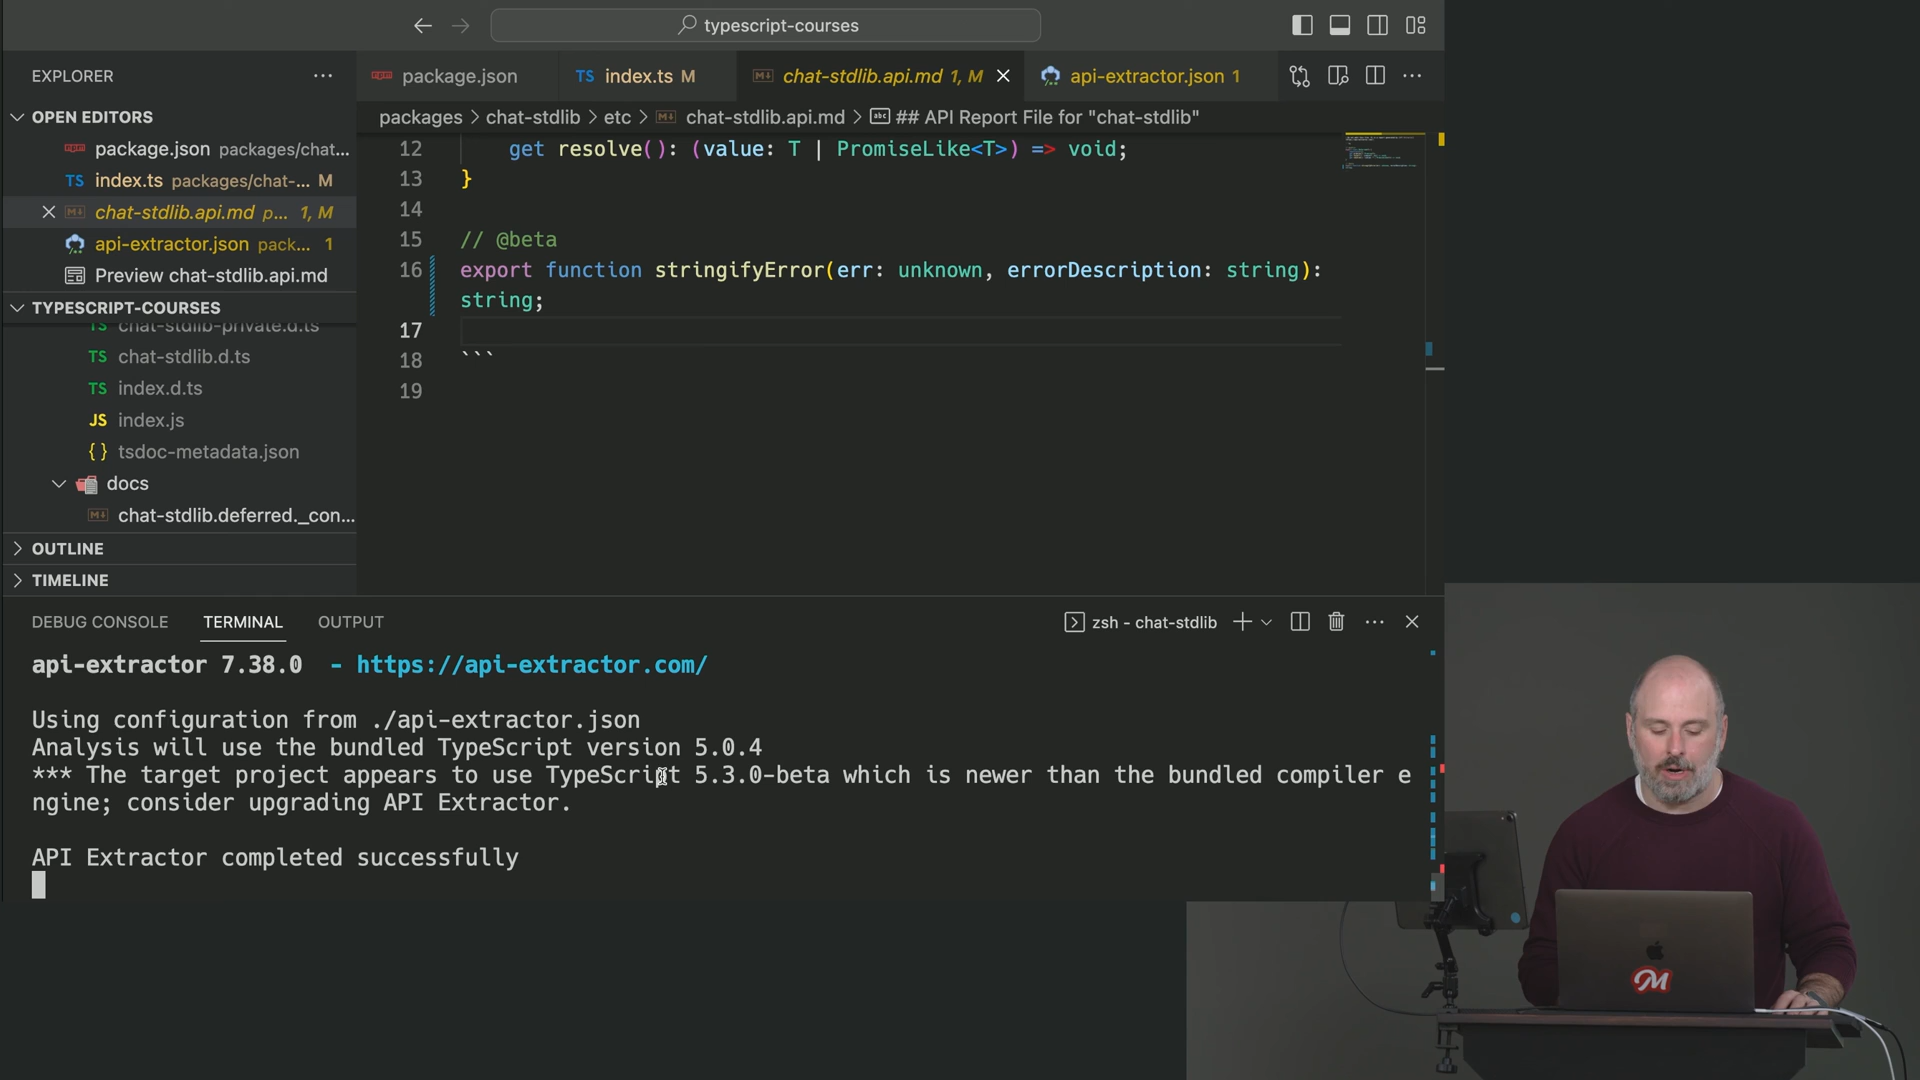 typescript-courses
EXPLORER
package.json
TS index.ts M
chat-stdlib.api.md 1, M
api-extractor.json 1
OPEN EDITORS
packages > chat-stdlib > etc > chat-stdlib.api.md > abc ## API Report File for "chat-stdlib"
package.json packages/chat...
TS index.ts packages/chat-... M
chat-stdlib.api.md p... 1, M
api-extractor.json pack... 1
Preview chat-stdlib.api.md
TYPESCRIPT-COURSES
TS chat-stdlib-private.d.ts
TS chat-stdlib.d.ts
TS index.d.ts
JS index.js
{ } tsdoc-metadata.json
docs
chat-stdlib.deferred._con...
OUTLINE
TIMELINE
12 get resolve(): (value: T | PromiseLike<T>) => void;
13 }
14
15 // @beta
16 export function stringifyError(err: unknown, errorDescription: string):
string;
17
18 ```
19
DEBUG CONSOLE
TERMINAL
OUTPUT
zsh - chat-stdlib
api-extractor 7.38.0 - https://api-extractor.com/
Using configuration from ./api-extractor.json
Analysis will use the bundled TypeScript version 5.0.4
*** The target project appears to use TypeScript 5.3.0-beta which is newer than the bundled compiler e
ngine; consider upgrading API Extractor.
API Extractor completed successfully
M